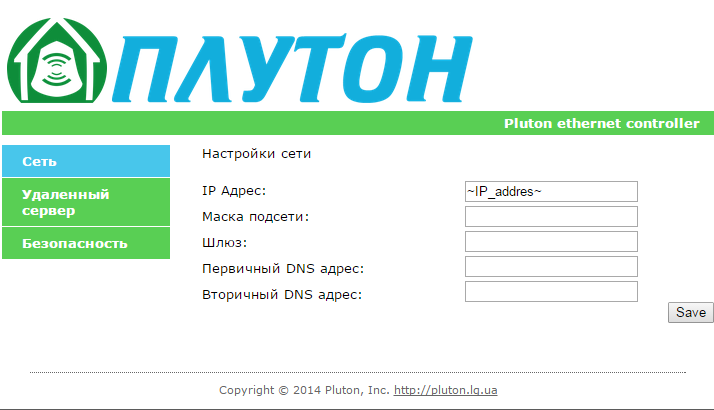 ПЛУТОН
Pluton ethernet controller
Сеть
Удаленный
сервер
Безопасность
Настройки сети
IP Адрес: ~IP_addres~
Маска подсети:
Шлюз:
Первичный DNS адрес:
Вторичный DNS адрес:
Save
Copyright © 2014 Pluton, Inc. http://pluton.lg.ua